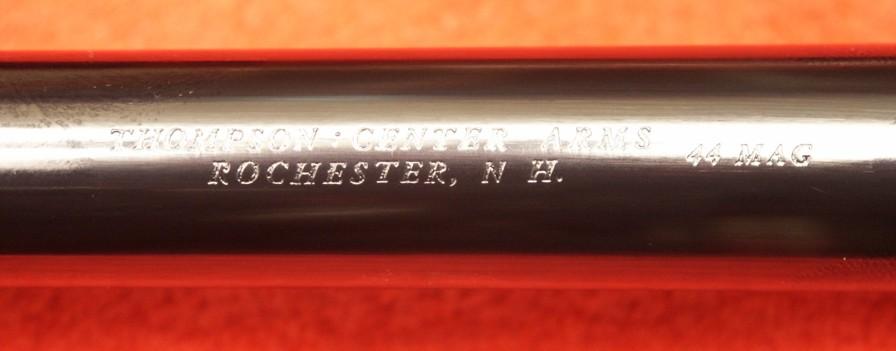 THOMPSON · CENTER ARMS
ROCHESTER, N H.
44 MAG